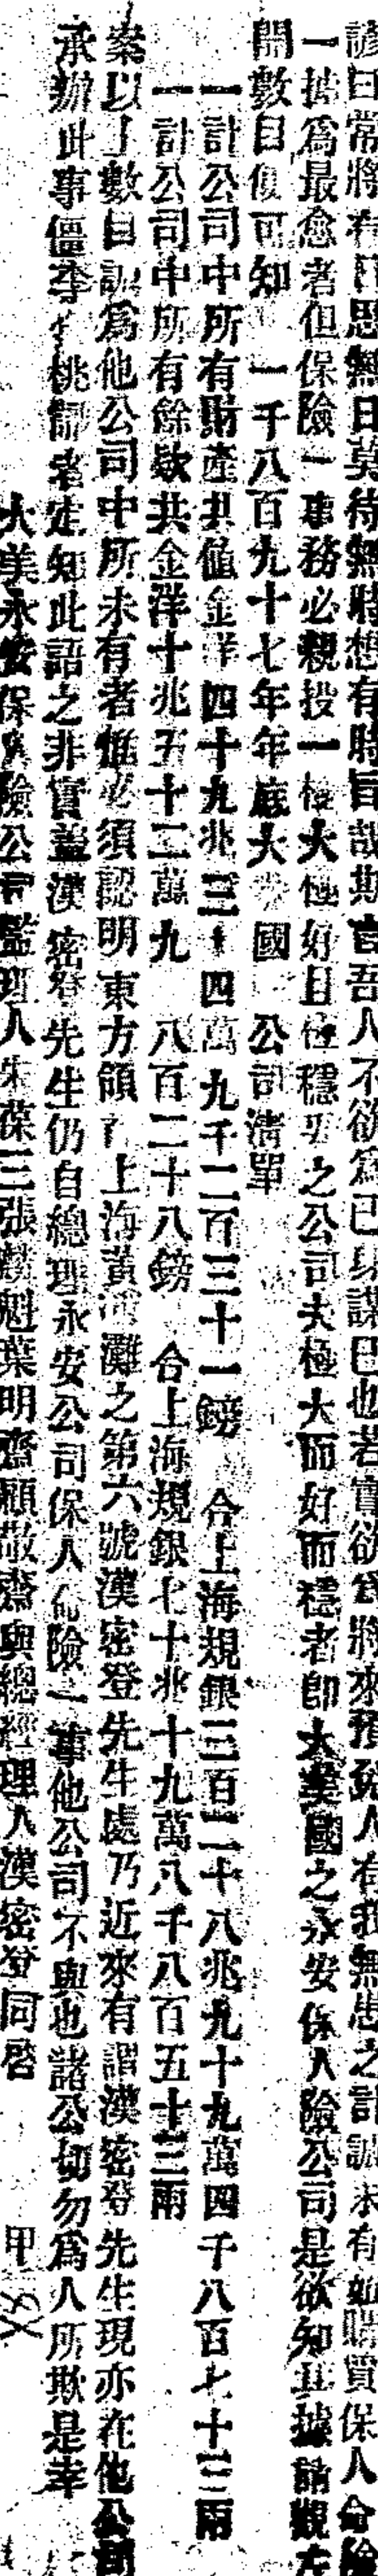 諺曰常將有日思無日莫待無時想有時旨哉斯言吾人不欲爲己身謀已也若實欲爲將來預籌人存我無患之計誠未有如購買保人命險
一擧爲最愈者但保險一事務必親投一極大極好且極穩妥之公司夫極大而好而穩者即大美國之永安保人險公司是欲知其據請觀左
開數目便可知 一千八百九十七年年底大美國 公司清單
一計公司中所有財產共値金洋四十九兆三十四萬九千二百三十一鎊 合上海規銀三百二十八兆九十九萬四千八百七十三兩
一計公司中所有餘欵共金洋十兆五十二萬九 八百二十八鎊 合上海規銀七十兆十九萬八千八百五十三兩
案以上數目訒爲他公司中所未有者惟必須認明東方領 上海黃浦灘之第六號漢密登先生處乃近來有謂漢密登先生現亦在他公司
承辦此事僵李 桃 者定知此語之非實蓋漢密登先生仍自總理永安公司保人命險一事他公司不與也諸公切勿爲人所欺是幸
大美永安保人險公司監理人朱葆三張麟魁葉明齋顧敬齋與總經理人漢密登同啓 甲